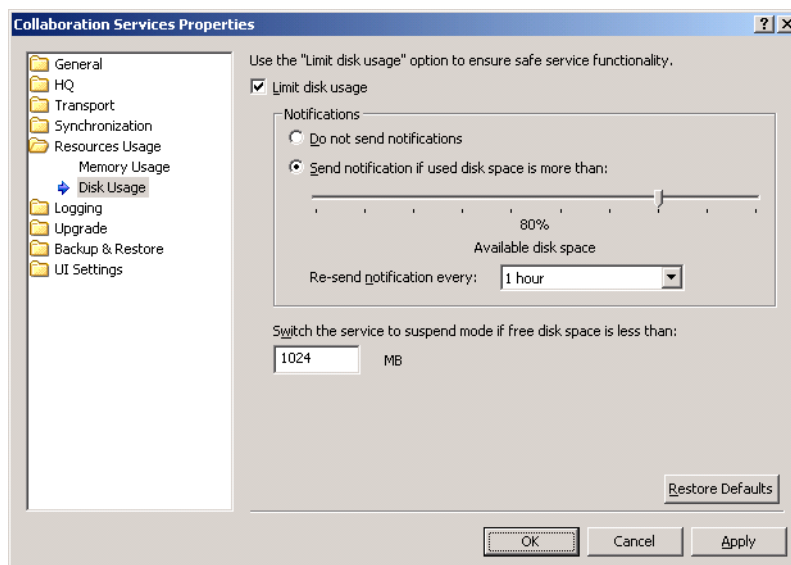 Collaboration Services Properties
General
HQ
Transport
Synchronization
Resources Usage
Memory Usage
Disk Usage
Logging
Upgrade
Backup & Restore
UI Settings
Use the "Limit disk usage" option to ensure safe service functionality.
Limit disk usage
Notifications
Do not send notifications
Send notification if used disk space is more than:
80%
Available disk space
Re-send notification every: 1 hour
Switch the service to suspend mode if free disk space is less than:
1024 MB
Restore Defaults
OK Cancel Apply